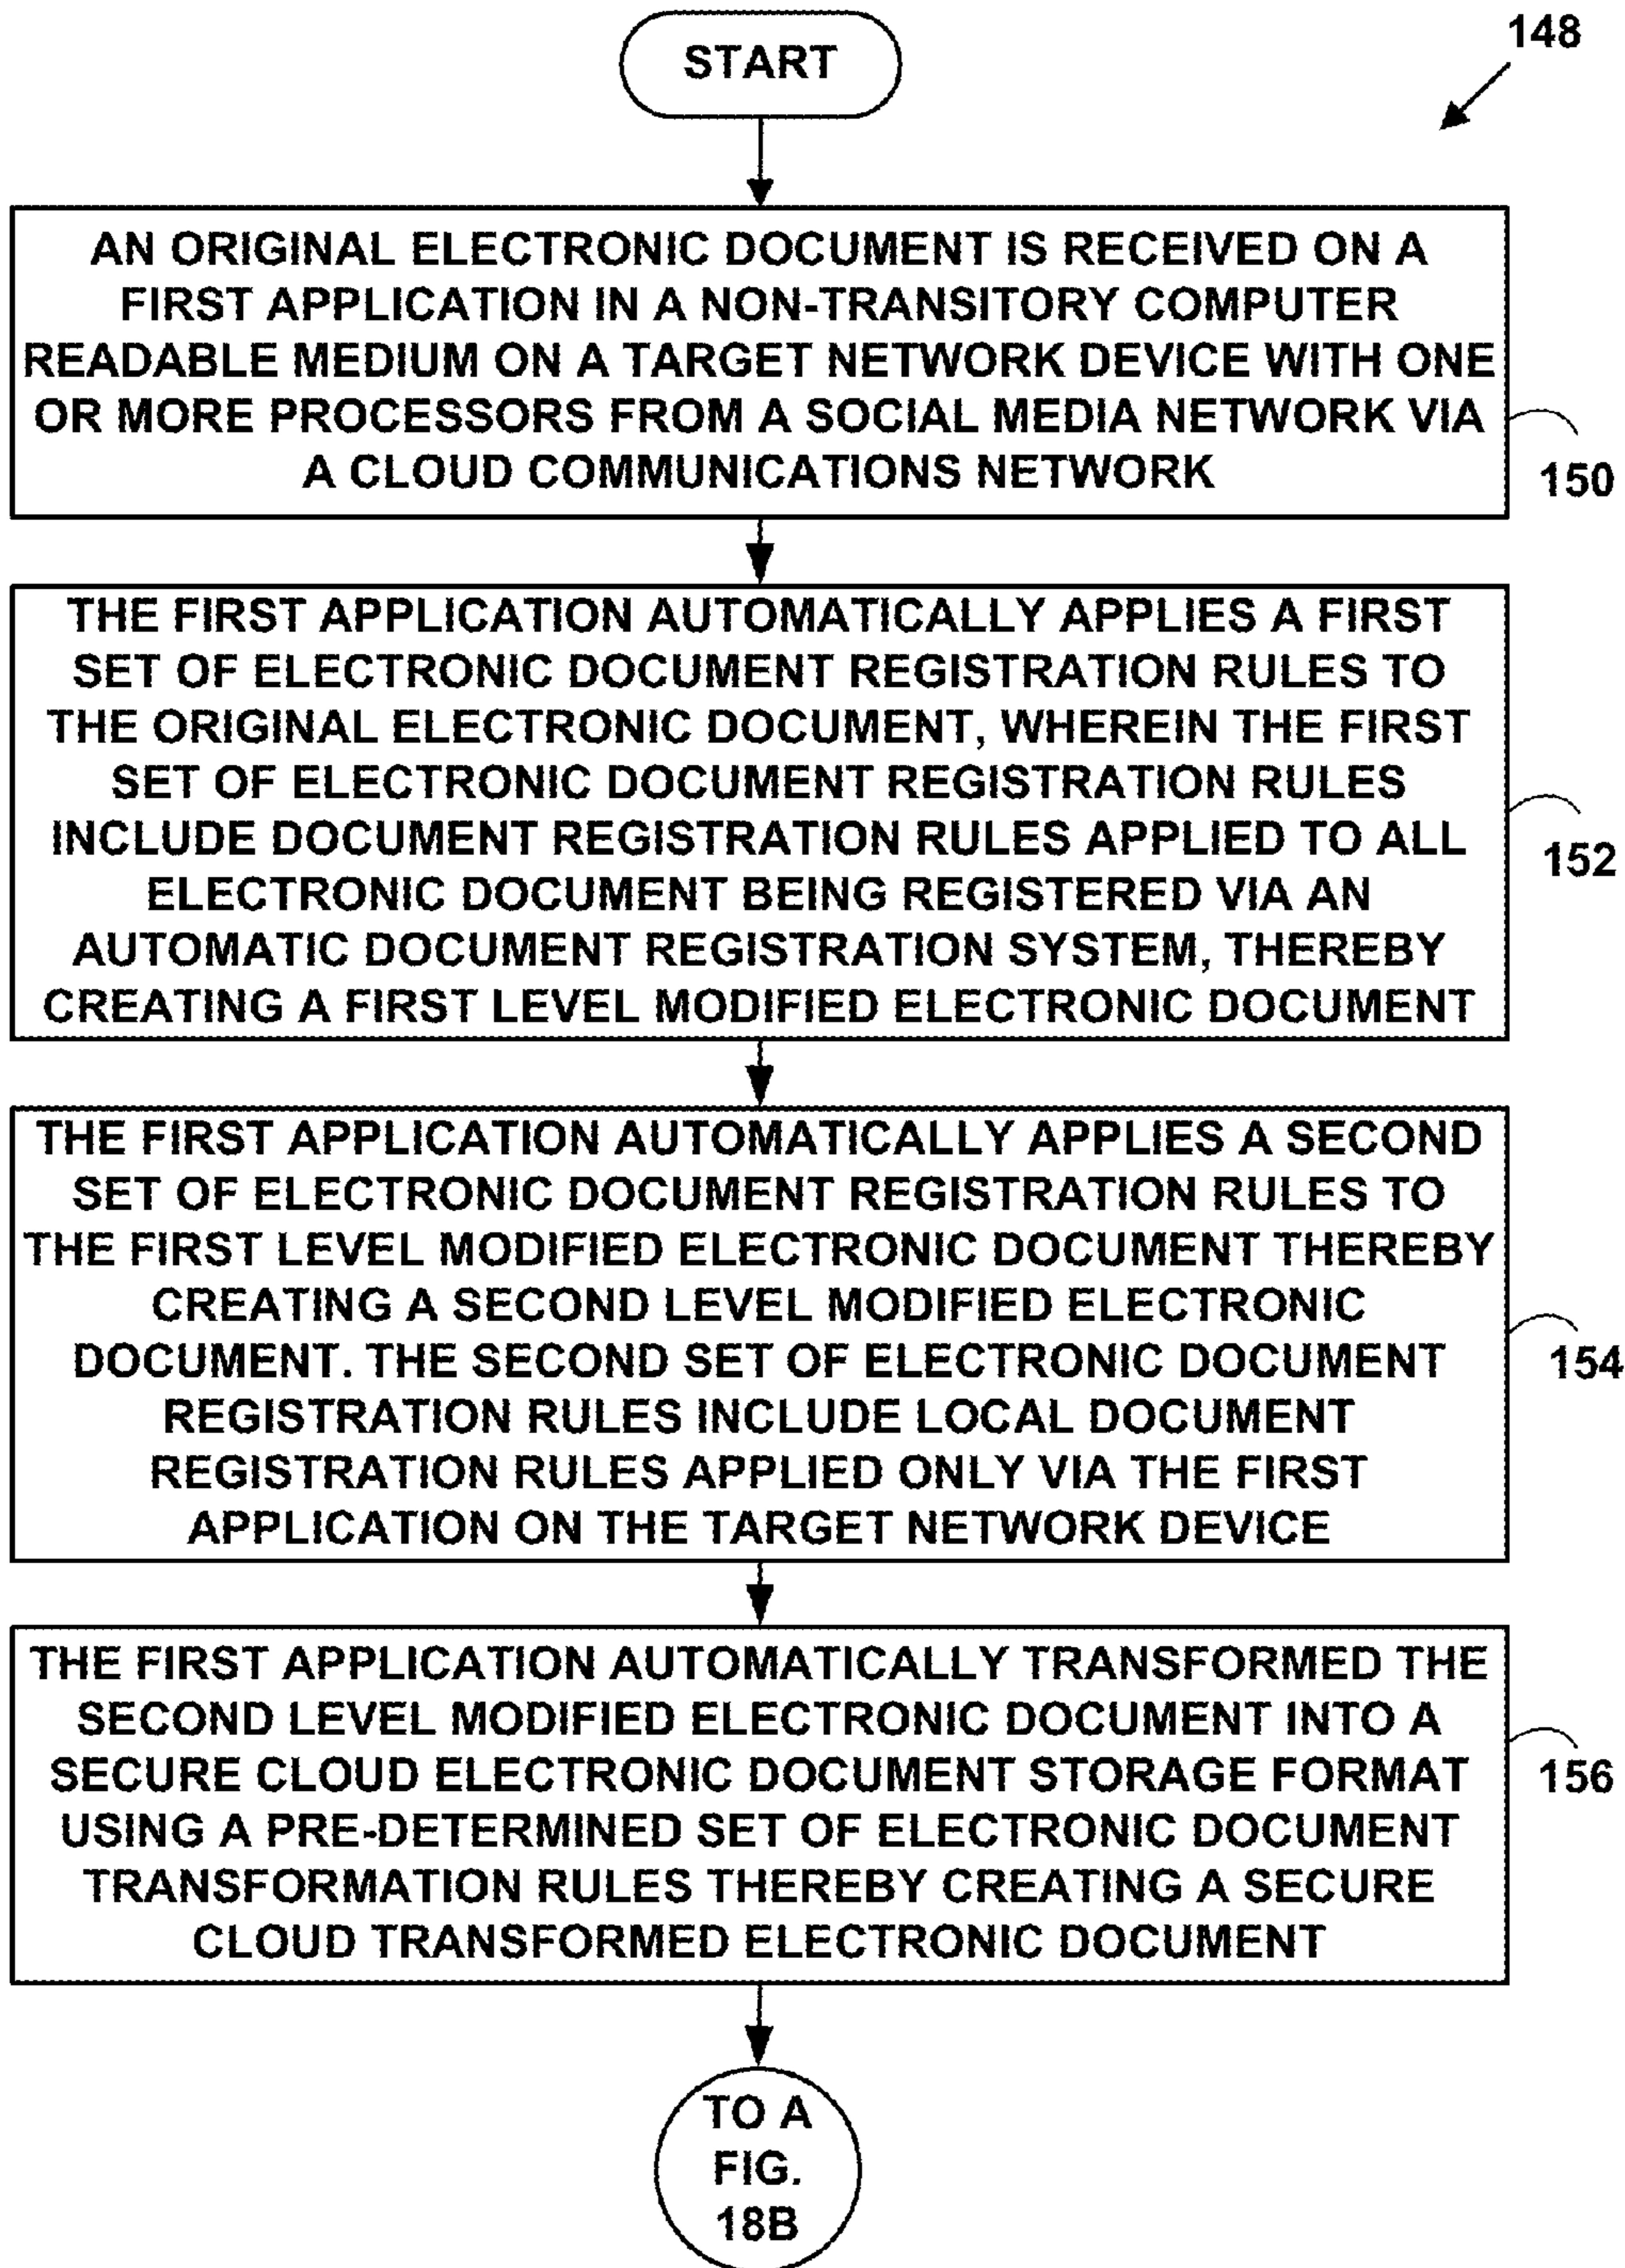 START
148
AN ORIGINAL ELECTRONIC DOCUMENT IS RECEIVED ON A
FIRST APPLICATION IN A NON-TRANSITORY COMPUTER
READABLE MEDIUM ON A TARGET NETWORK DEVICE WITH ONE
OR MORE PROCESSORS FROM A SOCIAL MEDIA NETWORK VIA
A CLOUD COMMUNICATIONS NETWORK
150
THE FIRST APPLICATION AUTOMATICALLY APPLIES A FIRST
SET OF ELECTRONIC DOCUMENT REGISTRATION RULES TO
THE ORIGINAL ELECTRONIC DOCUMENT, WHEREIN THE FIRST
SET OF ELECTRONIC DOCUMENT REGISTRATION RULES
INCLUDE DOCUMENT REGISTRATION RULES APPLIED TO ALL
ELECTRONIC DOCUMENT BEING REGISTERED VIA AN
AUTOMATIC DOCUMENT REGISTRATION SYSTEM, THEREBY
CREATING A FIRST LEVEL MODIFIED ELECTRONIC DOCUMENT
152
THE FIRST APPLICATION AUTOMATICALLY APPLIES A SECOND
SET OF ELECTRONIC DOCUMENT REGISTRATION RULES TO
THE FIRST LEVEL MODIFIED ELECTRONIC DOCUMENT THEREBY
CREATING A SECOND LEVEL MODIFIED ELECTRONIC
DOCUMENT. THE SECOND SET OF ELECTRONIC DOCUMENT
REGISTRATION RULES INCLUDE LOCAL DOCUMENT
REGISTRATION RULES APPLIED ONLY VIA THE FIRST
APPLICATION ON THE TARGET NETWORK DEVICE
154
THE FIRST APPLICATION AUTOMATICALLY TRANSFORMED THE
SECOND LEVEL MODIFIED ELECTRONIC DOCUMENT INTO A
SECURE CLOUD ELECTRONIC DOCUMENT STORAGE FORMAT
USING A PRE-DETERMINED SET OF ELECTRONIC DOCUMENT
TRANSFORMATION RULES THEREBY CREATING A SECURE
CLOUD TRANSFORMED ELECTRONIC DOCUMENT
156
TO A
FIG.
18B